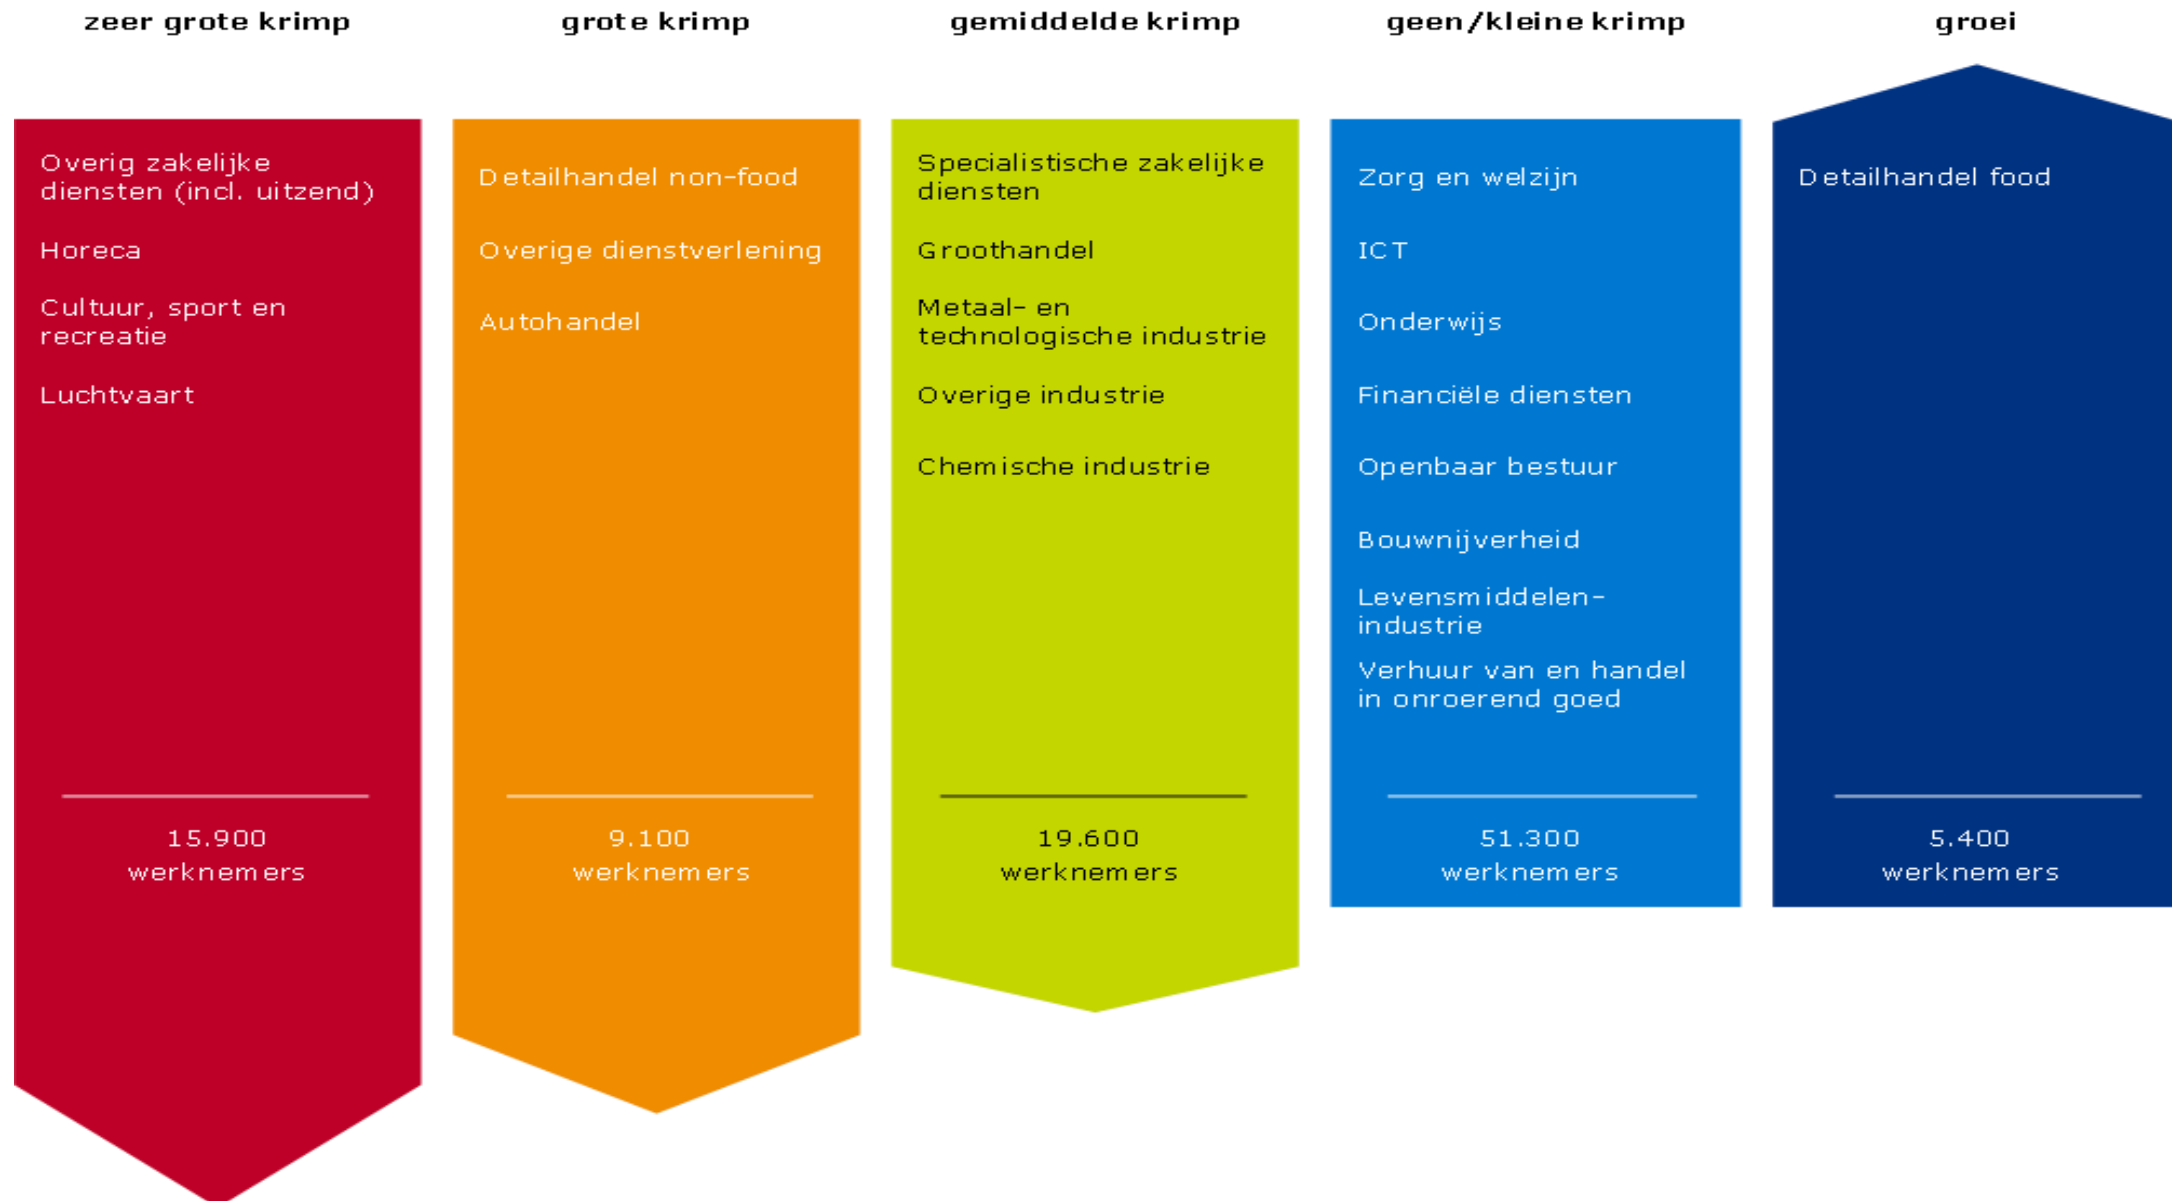 zeer grote krimp
grote krimp
gemiddelde krimp
geen/kleine krimp
groei
Overig zakelijke
diensten (incl. uitzend)
Horeca
Cultuur, sport en
recreatie
Luchtvaart
15.900
werknemers
Detailhandel non-food
Overige dienstverlening
Autohandel
9.100
werknemers
Specialistische zakelijke
diensten
Groothandel
Metaal- en
technologische industrie
Overige industrie
Chemische industrie
19.600
werknemers
Zorg en welzijn
ICT
Onderwijs
Financiële diensten
Openbaar bestuur
Bouwnijverheid
Levensmiddelen-
industrie
Verhuur van en handel
in onroerend goed
51.300
werknemers
Detailhandel food
5.400
werknemers